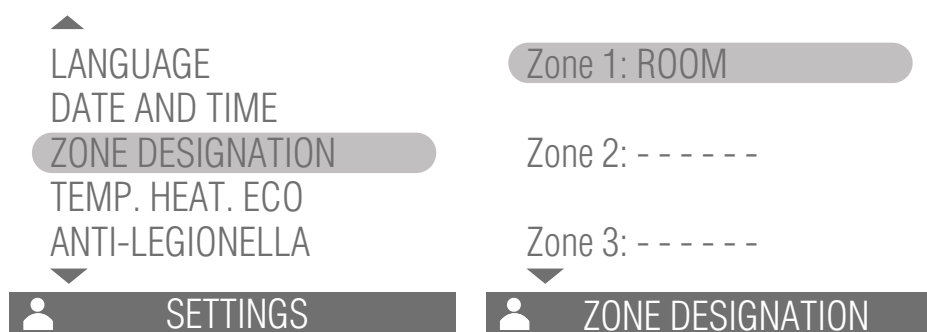 LANGUAGE
DATE AND TIME
ZONE DESIGNATION
TEMP. HEAT. ECO
ANTI-LEGIONELLA
SETTINGS
Zone 1: ROOM
Zone 2: - - - - - -
Zone 3: - - - - - -
ZONE DESIGNATION